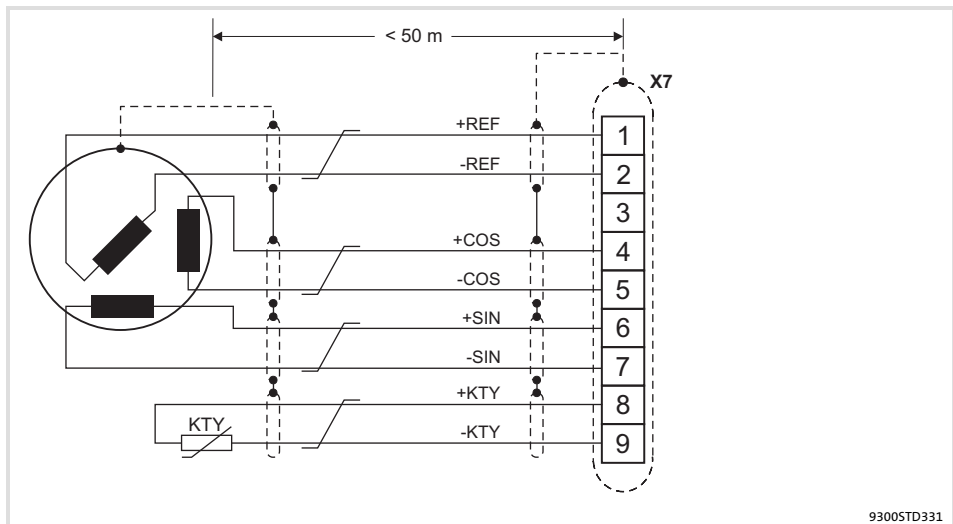 < 50 m
X7
+REF
1
-REF
2
3
+COS
4
-COS
5
+SIN
6
-SIN
7
+KTY
8
KTY
-KTY
9
9300STD331